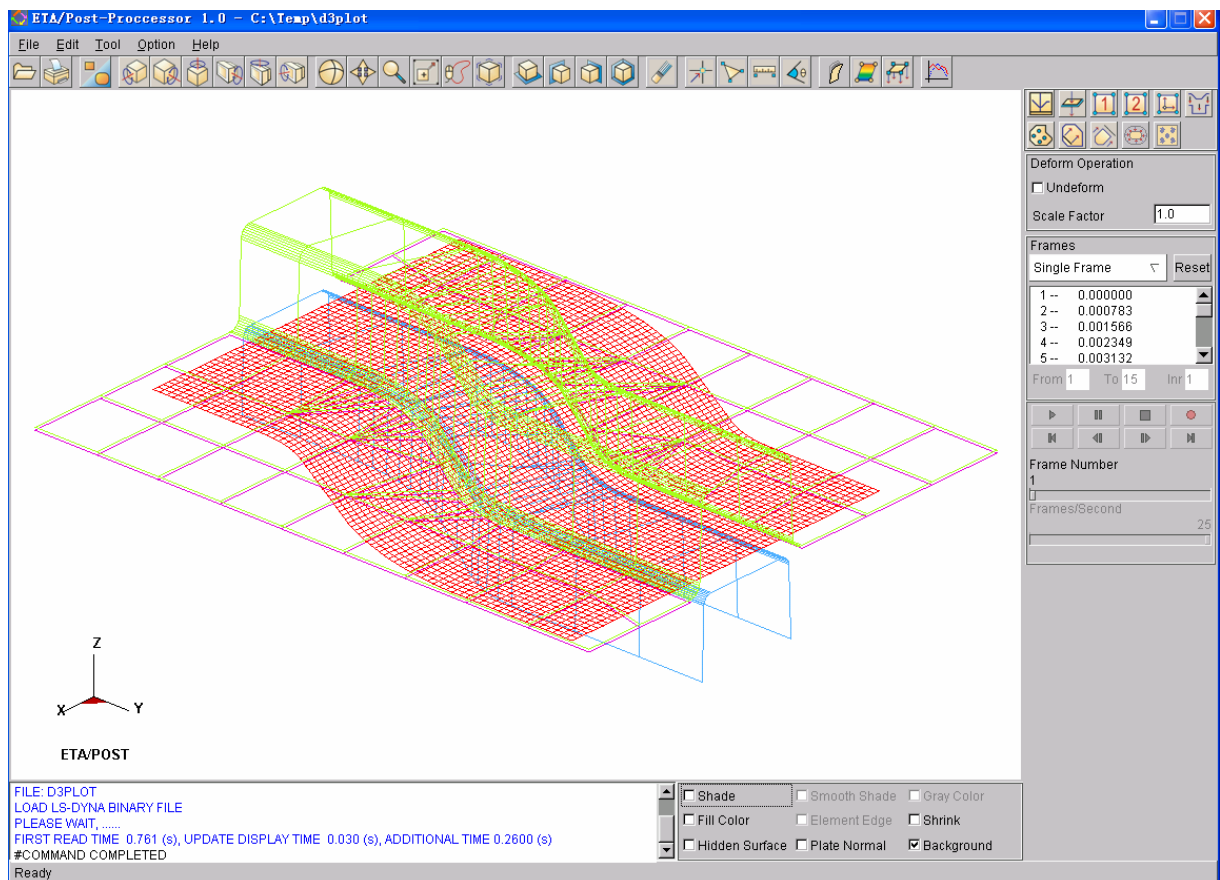 ETA/Post-Proccessor 1.0 - C:\Temp\d3plot
File Edit Tool Option Help
1 2
Deform Operation
Undeform
Scale Factor 1.0
Frames
Single Frame Reset
1 -- 0.000000
2 -- 0.000783
3 -- 0.001566
4 -- 0.002349
5 -- 0.003132
From 1 To 15 Inr 1
Frame Number
1
Frames/Second
25
Z
X Y
ETA/POST
FILE: D3PLOT
LOAD LS-DYNA BINARY FILE
PLEASE WAIT, ......
FIRST READ TIME 0.761 (s), UPDATE DISPLAY TIME 0.030 (s), ADDITIONAL TIME 0.2600 (s)
#COMMAND COMPLETED
Shade Smooth Shade Gray Color
Fill Color Element Edge Shrink
Hidden Surface Plate Normal Background
Ready